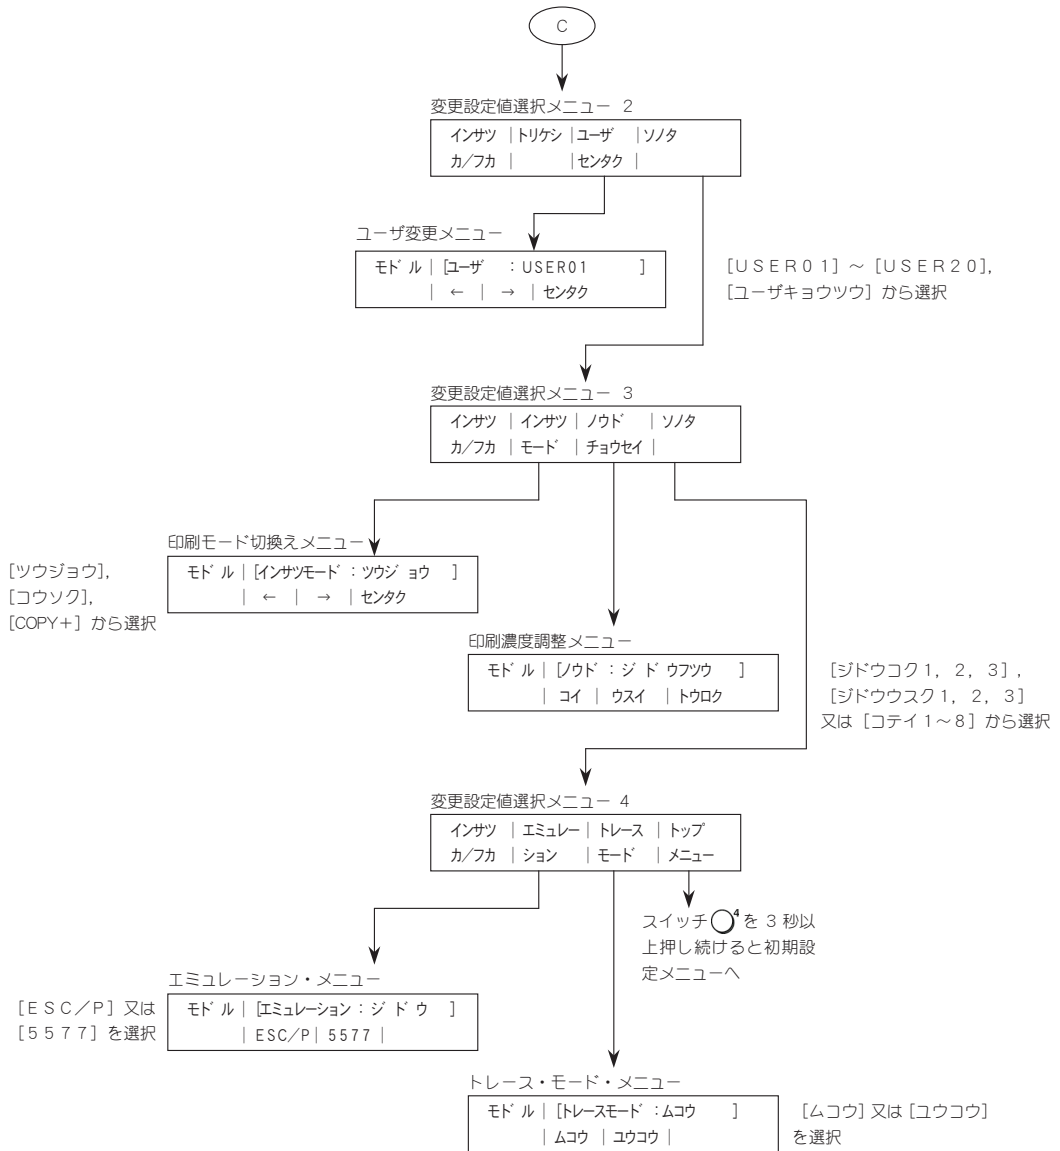 C
変更設定値選択メニュー 2
インサツ |トリケシ |ユーザ |ソノタ
カ/フカ | |センタク |
ユーザ変更メニュー
モドル | [ユーザ :USER01 ]
| ← | → | センタク
[USER01]~[USER20],
[ユーザキョウツウ] から選択
変更設定値選択メニュー 3
インサツ | インサツ | ノウド | ソノタ
カ/フカ | モード | チョウセイ |
印刷モード切換えメニュー
モドル | [インサツモード:ツウジョウ ]
| ← | → | センタク
[ツウジョウ],
[コウソク],
[COPY+] から選択
印刷濃度調整メニュー
モドル | [ノウド:ジドウフツウ ]
| コイ | ウスイ | トウロク
[ジドウコク1, 2, 3],
[ジドウウスク1, 2, 3]
又は [コテイ1~8] から選択
変更設定値選択メニュー 4
インサツ | エミュレー | トレース | トップ
カ/フカ | ション | モード | メニュー
スイッチ○4を 3 秒以
上押し続けると初期設
定メニューへ
エミュレーション・メニュー
モドル | [エミュレーション:ジドウ ]
| ESC/P | 5577 |
[ESC/P] 又は
[5577] を選択
トレース・モード・メニュー
モドル | [トレースモード:ムコウ ]
| ムコウ | ユウコウ |
[ムコウ] 又は [ユウコウ]
を選択